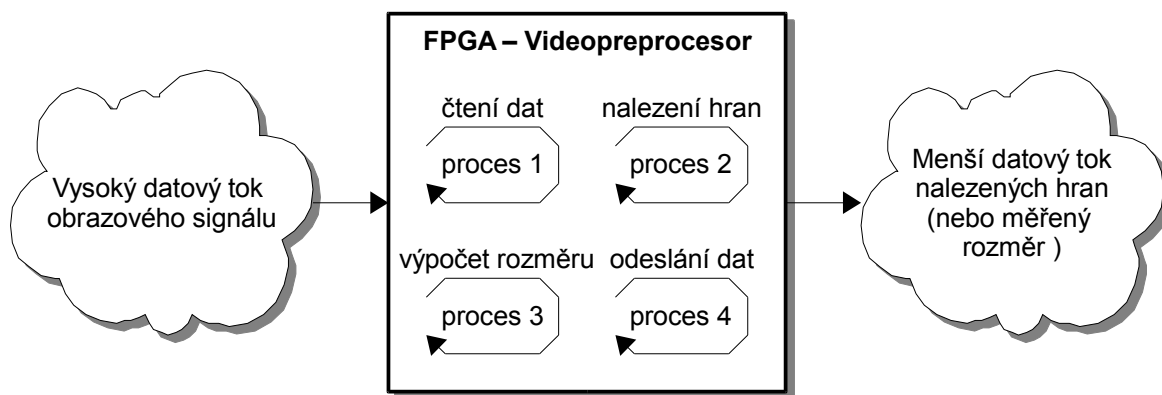 FPGA – Videopreprocesor
Vysoký datový tok
obrazového signálu
čtení dat
proces 1
nalezení hran
proces 2
výpočet rozměru
proces 3
odeslání dat
proces 4
Menší datový tok
nalezených hran
(nebo měřený
rozměr )